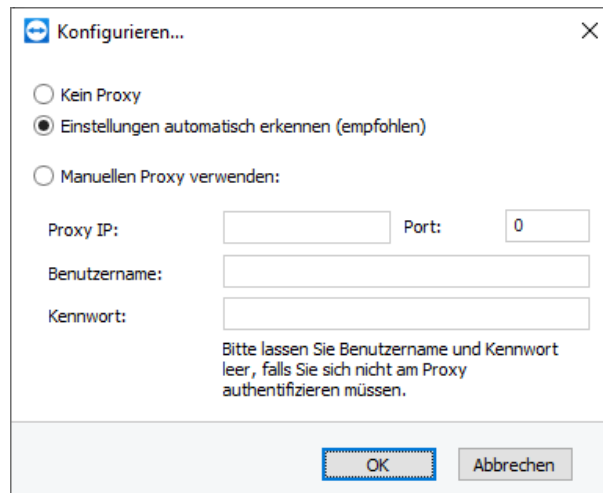 Konfigurieren...
Kein Proxy
Einstellungen automatisch erkennen (empfohlen)
Manuellen Proxy verwenden:
Proxy IP: Port: 0
Benutzername:
Kennwort:
Bitte lassen Sie Benutzername und Kennwort
leer, falls Sie sich nicht am Proxy
authentifizieren müssen.
OK Abbrechen